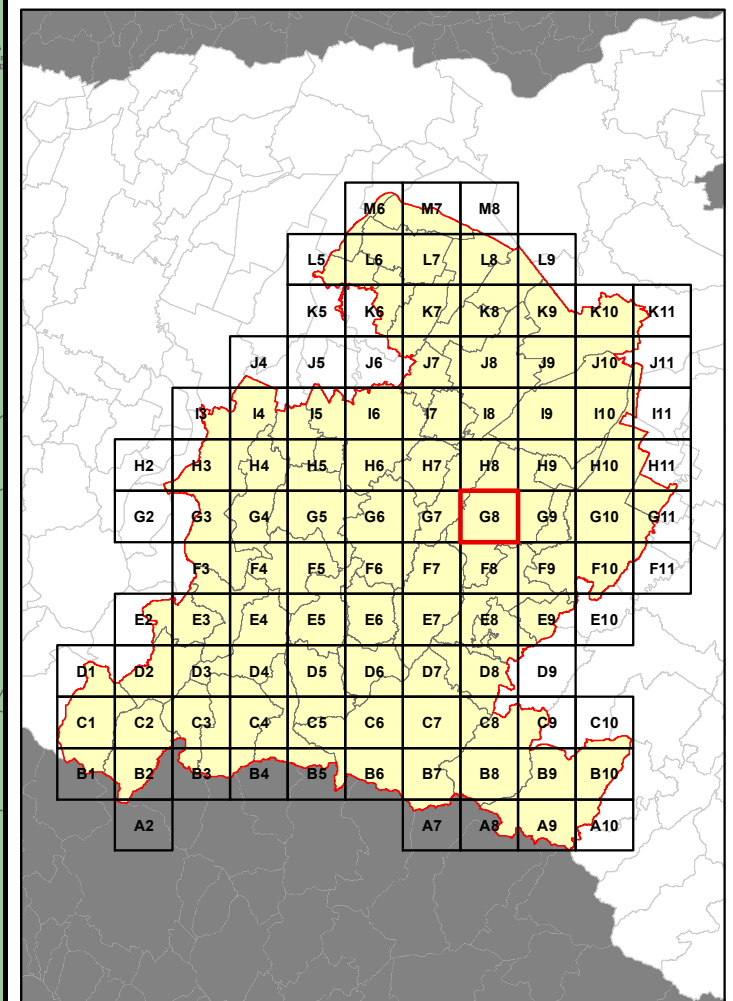 M6 M7 M8
L5 L6 L7 L8 L9
K5 K6 K7 K8 K9 K10 K11
J4 J5 J6 J7 J8 J9 J10 J11
I3 I4 I5 I6 I7 I8 I9 I10 I11
H2 H3 H4 H5 H6 H7 H8 H9 H10 H11
G2 G3 G4 G5 G6 G7 G8 G9 G10 G11
F3 F4 F5 F6 F7 F8 F9 F10 F11
E2 E3 E4 E5 E6 E7 E8 E9 E10
D1 D2 D3 D4 D5 D6 D7 D8 D9
C1 C2 C3 C4 C5 C6 C7 C8 C9 C10
B1 B2 B3 B4 B5 B6 B7 B8 B9 B10
A2 A7 A8 A9 A10